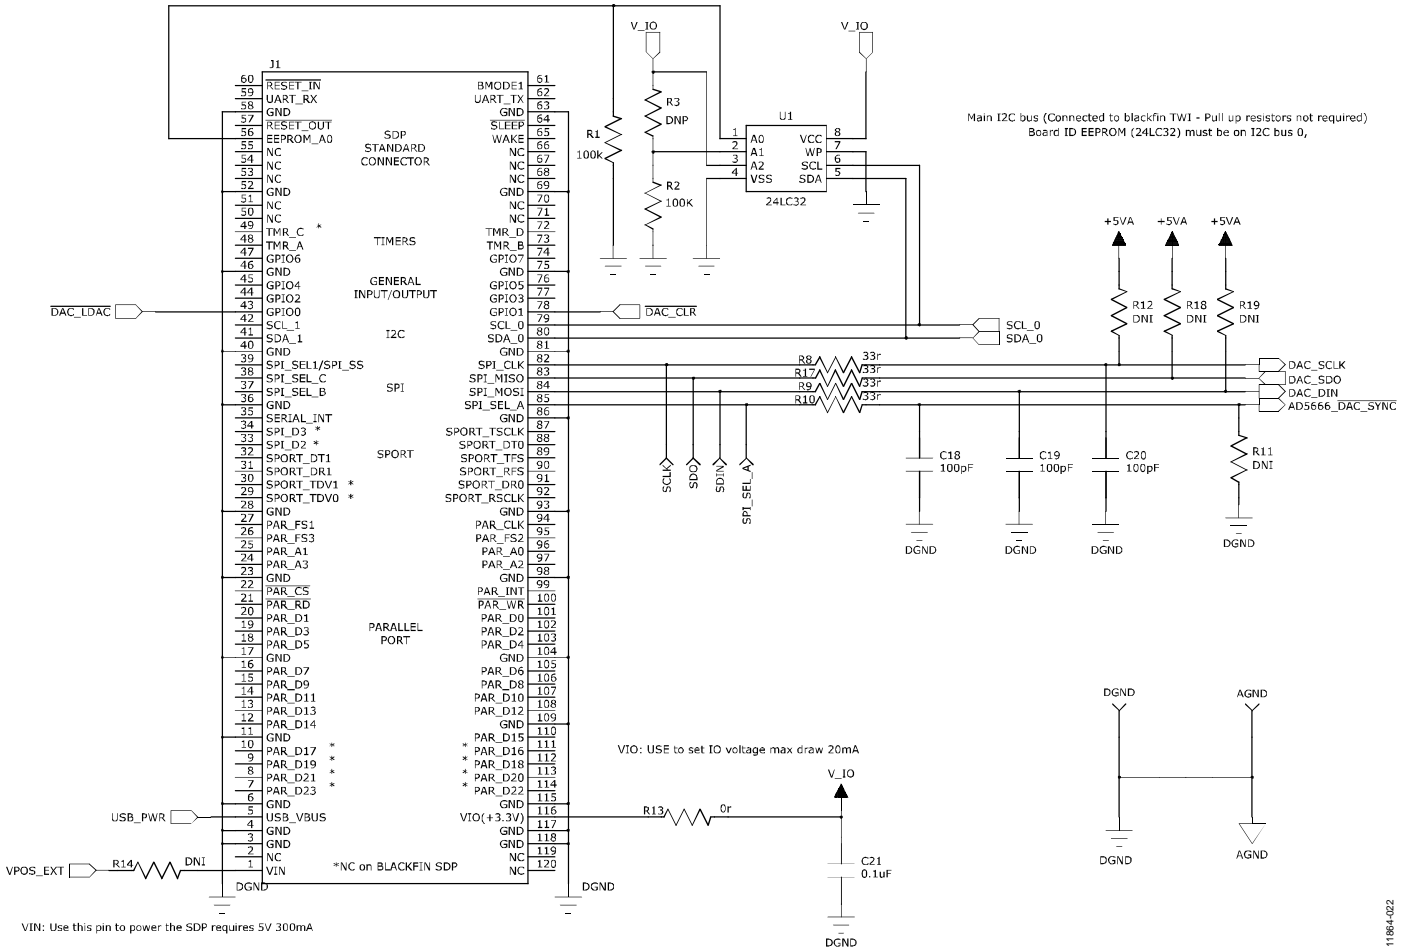 V_IO
V_IO
J1
60 RESET_IN BMODE1 61
59 UART_RX UART_TX 62
58 GND GND 63
57 RESET_OUT SLEEP 64
56 EEPROM_A0 WAKE 65
55 NC NC 66
54 NC NC 67
53 NC NC 68
52 GND GND 69
51 NC NC 70
50 NC NC 71
49 TMR_C * TMR_D 72
48 TMR_A TMR_B 73
47 GPIO6 GPIO7 74
46 GND GND 75
45 GPIO4 GPIO5 76
44 GPIO2 GPIO3 77
43 GPIO0 GPIO1 78
42 SCL_1 SCL_0 79
41 SDA_1 SDA_0 80
40 GND GND 81
39 SPI_SEL1/SPI_SS SPI_CLK 82
38 SPI_SEL_C SPI_MISO 83
37 SPI_SEL_B SPI_MOSI 84
36 GND SPI_SEL_A 85
35 SERIAL_INT GND 86
34 SPI_D3 * SPORT_TSCLK 87
33 SPI_D2 * SPORT_DT0 88
32 SPORT_DT1 SPORT_TFS 89
31 SPORT_DR1 SPORT_RFS 90
30 SPORT_TDV1 * SPORT_DR0 91
29 SPORT_TDV0 * SPORT_RSCLK 92
28 GND GND 93
27 PAR_FS1 PAR_CLK 94
26 PAR_FS3 PAR_FS2 95
25 PAR_A1 PAR_A0 96
24 PAR_A3 PAR_A2 97
23 GND GND 98
22 PAR_CS PAR_INT 99
21 PAR_RD PAR_WR 100
20 PAR_D1 PAR_D0 101
19 PAR_D3 PAR_D2 102
18 PAR_D5 PAR_D4 103
17 GND GND 104
16 PAR_D7 PAR_D6 105
15 PAR_D9 PAR_D8 106
14 PAR_D11 PAR_D10 107
13 PAR_D13 PAR_D12 108
12 PAR_D14 GND 109
11 GND PAR_D15 110
10 PAR_D17 * * PAR_D16 111
9 PAR_D19 * * PAR_D18 112
8 PAR_D21 * * PAR_D20 113
7 PAR_D23 * * PAR_D22 114
6 GND GND 115
5 USB_VBUS VIO(+3.3V) 116
4 GND GND 117
3 GND GND 118
2 NC NC 119
1 VIN NC 120
SDP
STANDARD
CONNECTOR
TIMERS
GENERAL
INPUT/OUTPUT
I2C
SPI
SPORT
PARALLEL
PORT
*NC on BLACKFIN SDP
DAC_LDAC
USB_PWR
VPOS_EXT
R14
DNI
DGND
DGND
VIN: Use this pin to power the SDP requires 5V 300mA
R1
100k
R3
DNP
R2
100K
U1
1 A0 VCC 8
2 A1 WP 7
3 A2 SCL 6
4 VSS SDA 5
24LC32
Main I2C bus (Connected to blackfin TWI - Pull up resistors not required)
Board ID EEPROM (24LC32) must be on I2C bus 0,
DAC_CLR
SCL_0
SDA_0
+5VA
+5VA
+5VA
R12
DNI
R18
DNI
R19
DNI
R8 33r
R17 33r
R9 33r
R10 33r
DAC_SCLK
DAC_SDO
DAC_DIN
AD5666_DAC_SYNC
SCLK
SDO
SDIN
SPI_SEL_A
C18
100pF
C19
100pF
C20
100pF
R11
DNI
DGND
DGND
DGND
DGND
VIO: USE to set IO voltage max draw 20mA
V_IO
R13
0r
C21
0.1uF
DGND
DGND
AGND
DGND
AGND
11864-022